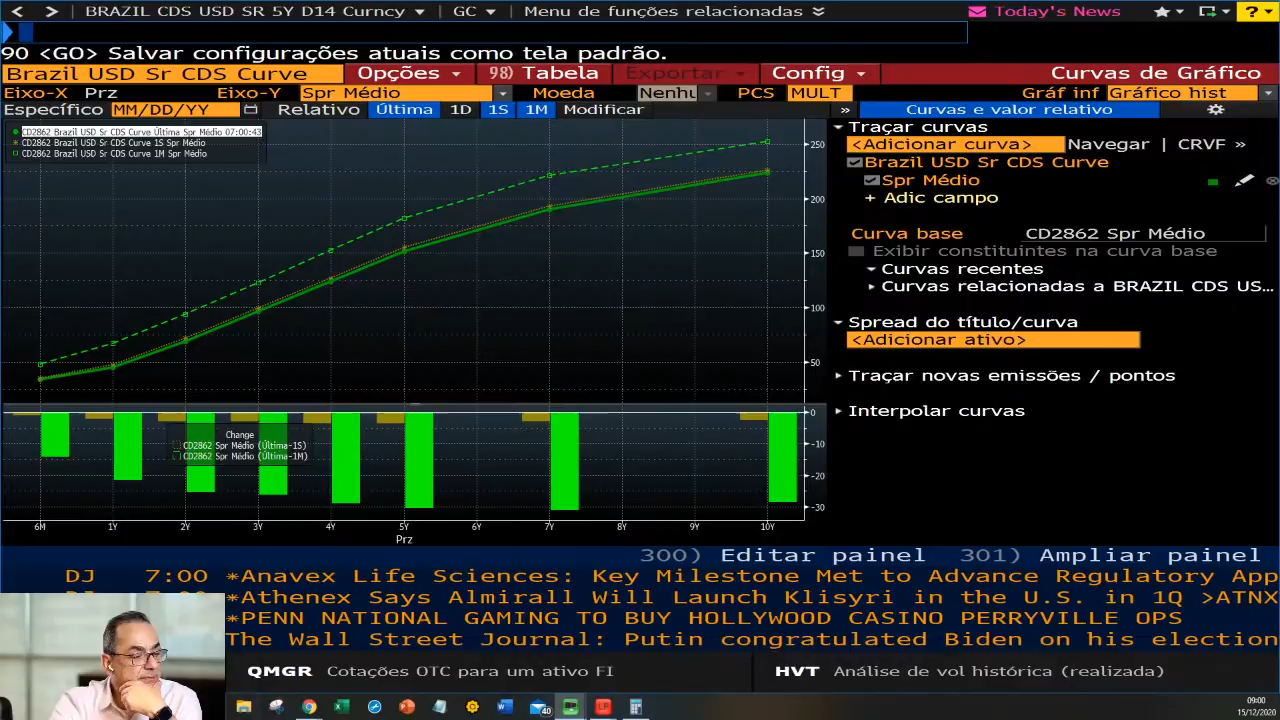 BRAZIL CDS USD SR 5Y D14 Curncy GC Menu de funções relacionadas Today's News ?
90 <GO> Salvar configurações atuais como tela padrão.
Brazil USD Sr CDS Curve Opções 98) Tabela Exportar Config Curvas de Gráfico
Eixo-X Prz Eixo-Y Spr Médio Moeda Nenhu PCS MULT Gráf inf Gráfico hist
Específico MM/DD/YY Relativo Última 1D 1S 1M Modificar » Curvas e valor relativo
CD2862 Brazil USD Sr CDS Curve Última Spr Médio 07:00:43
CD2862 Brazil USD Sr CDS Curve 1S Spr Médio
CD2862 Brazil USD Sr CDS Curve 1M Spr Médio
250
200
150
100
50
Traçar curvas
<Adicionar curva> Navegar | CRVF »
Brazil USD Sr CDS Curve
Spr Médio
+ Adic campo
Curva base CD2862 Spr Médio
Exibir constituintes na curva base
Curvas recentes
Curvas relacionadas a BRAZIL CDS US...
Spread do título/curva
<Adicionar ativo>
Traçar novas emissões / pontos
Interpolar curvas
0
-10
-20
-30
Change
CD2862 Spr Médio (Última-1S)
CD2862 Spr Médio (Última-1M)
6M 1Y 2Y 3Y 4Y 5Y 6Y 7Y 8Y 9Y 10Y
Prz
300) Editar painel 301) Ampliar painel
DJ 7:00 *Anavex Life Sciences: Key Milestone Met to Advance Regulatory App
*Athenex Says Almirall Will Launch Klisyri in the U.S. in 1Q >ATNX
*PENN NATIONAL GAMING TO BUY HOLLYWOOD CASINO PERRYVILLE OPS
The Wall Street Journal: Putin congratulated Biden on his election
QMGR Cotações OTC para um ativo FI HVT Análise de vol histórica (realizada)
40
09:00
15/12/2020